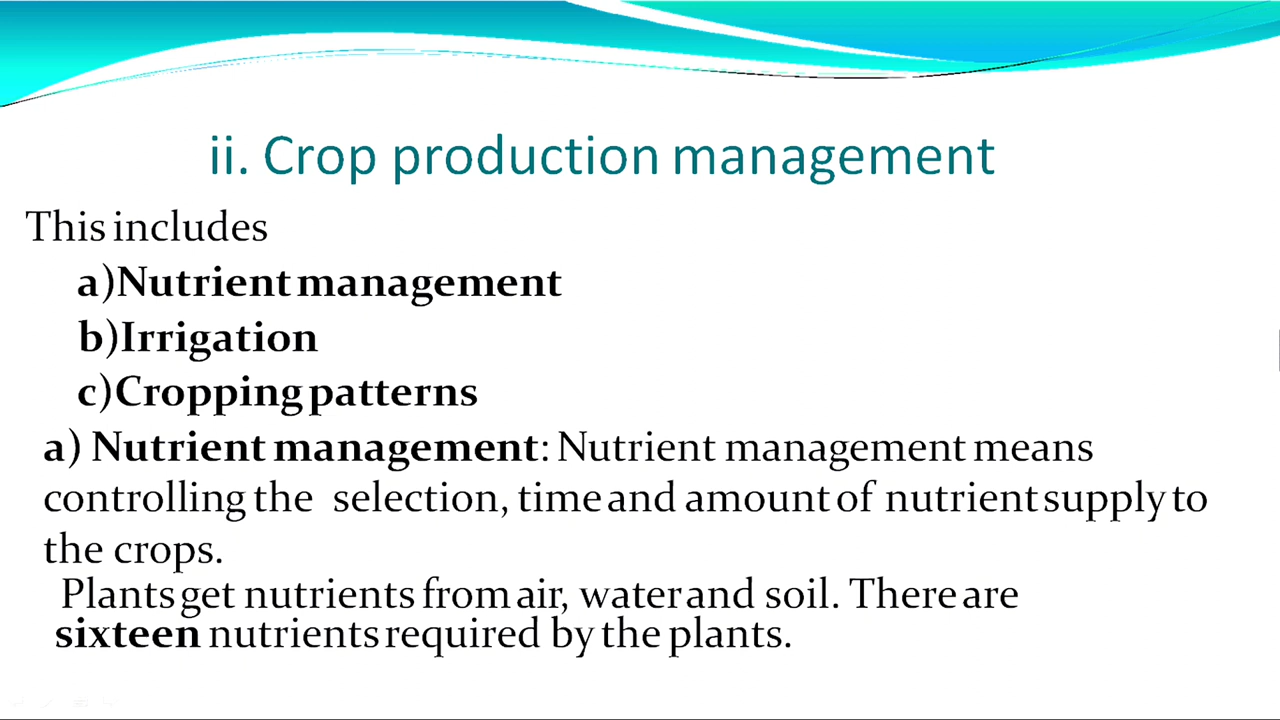 ii. Crop production management
This includes
a)Nutrient management
b)Irrigation
c)Cropping patterns
a) Nutrient management: Nutrient management means
controlling the selection, time and amount of nutrient supply to
the crops.
Plants get nutrients from air, water and soil. There are
sixteen nutrients required by the plants.